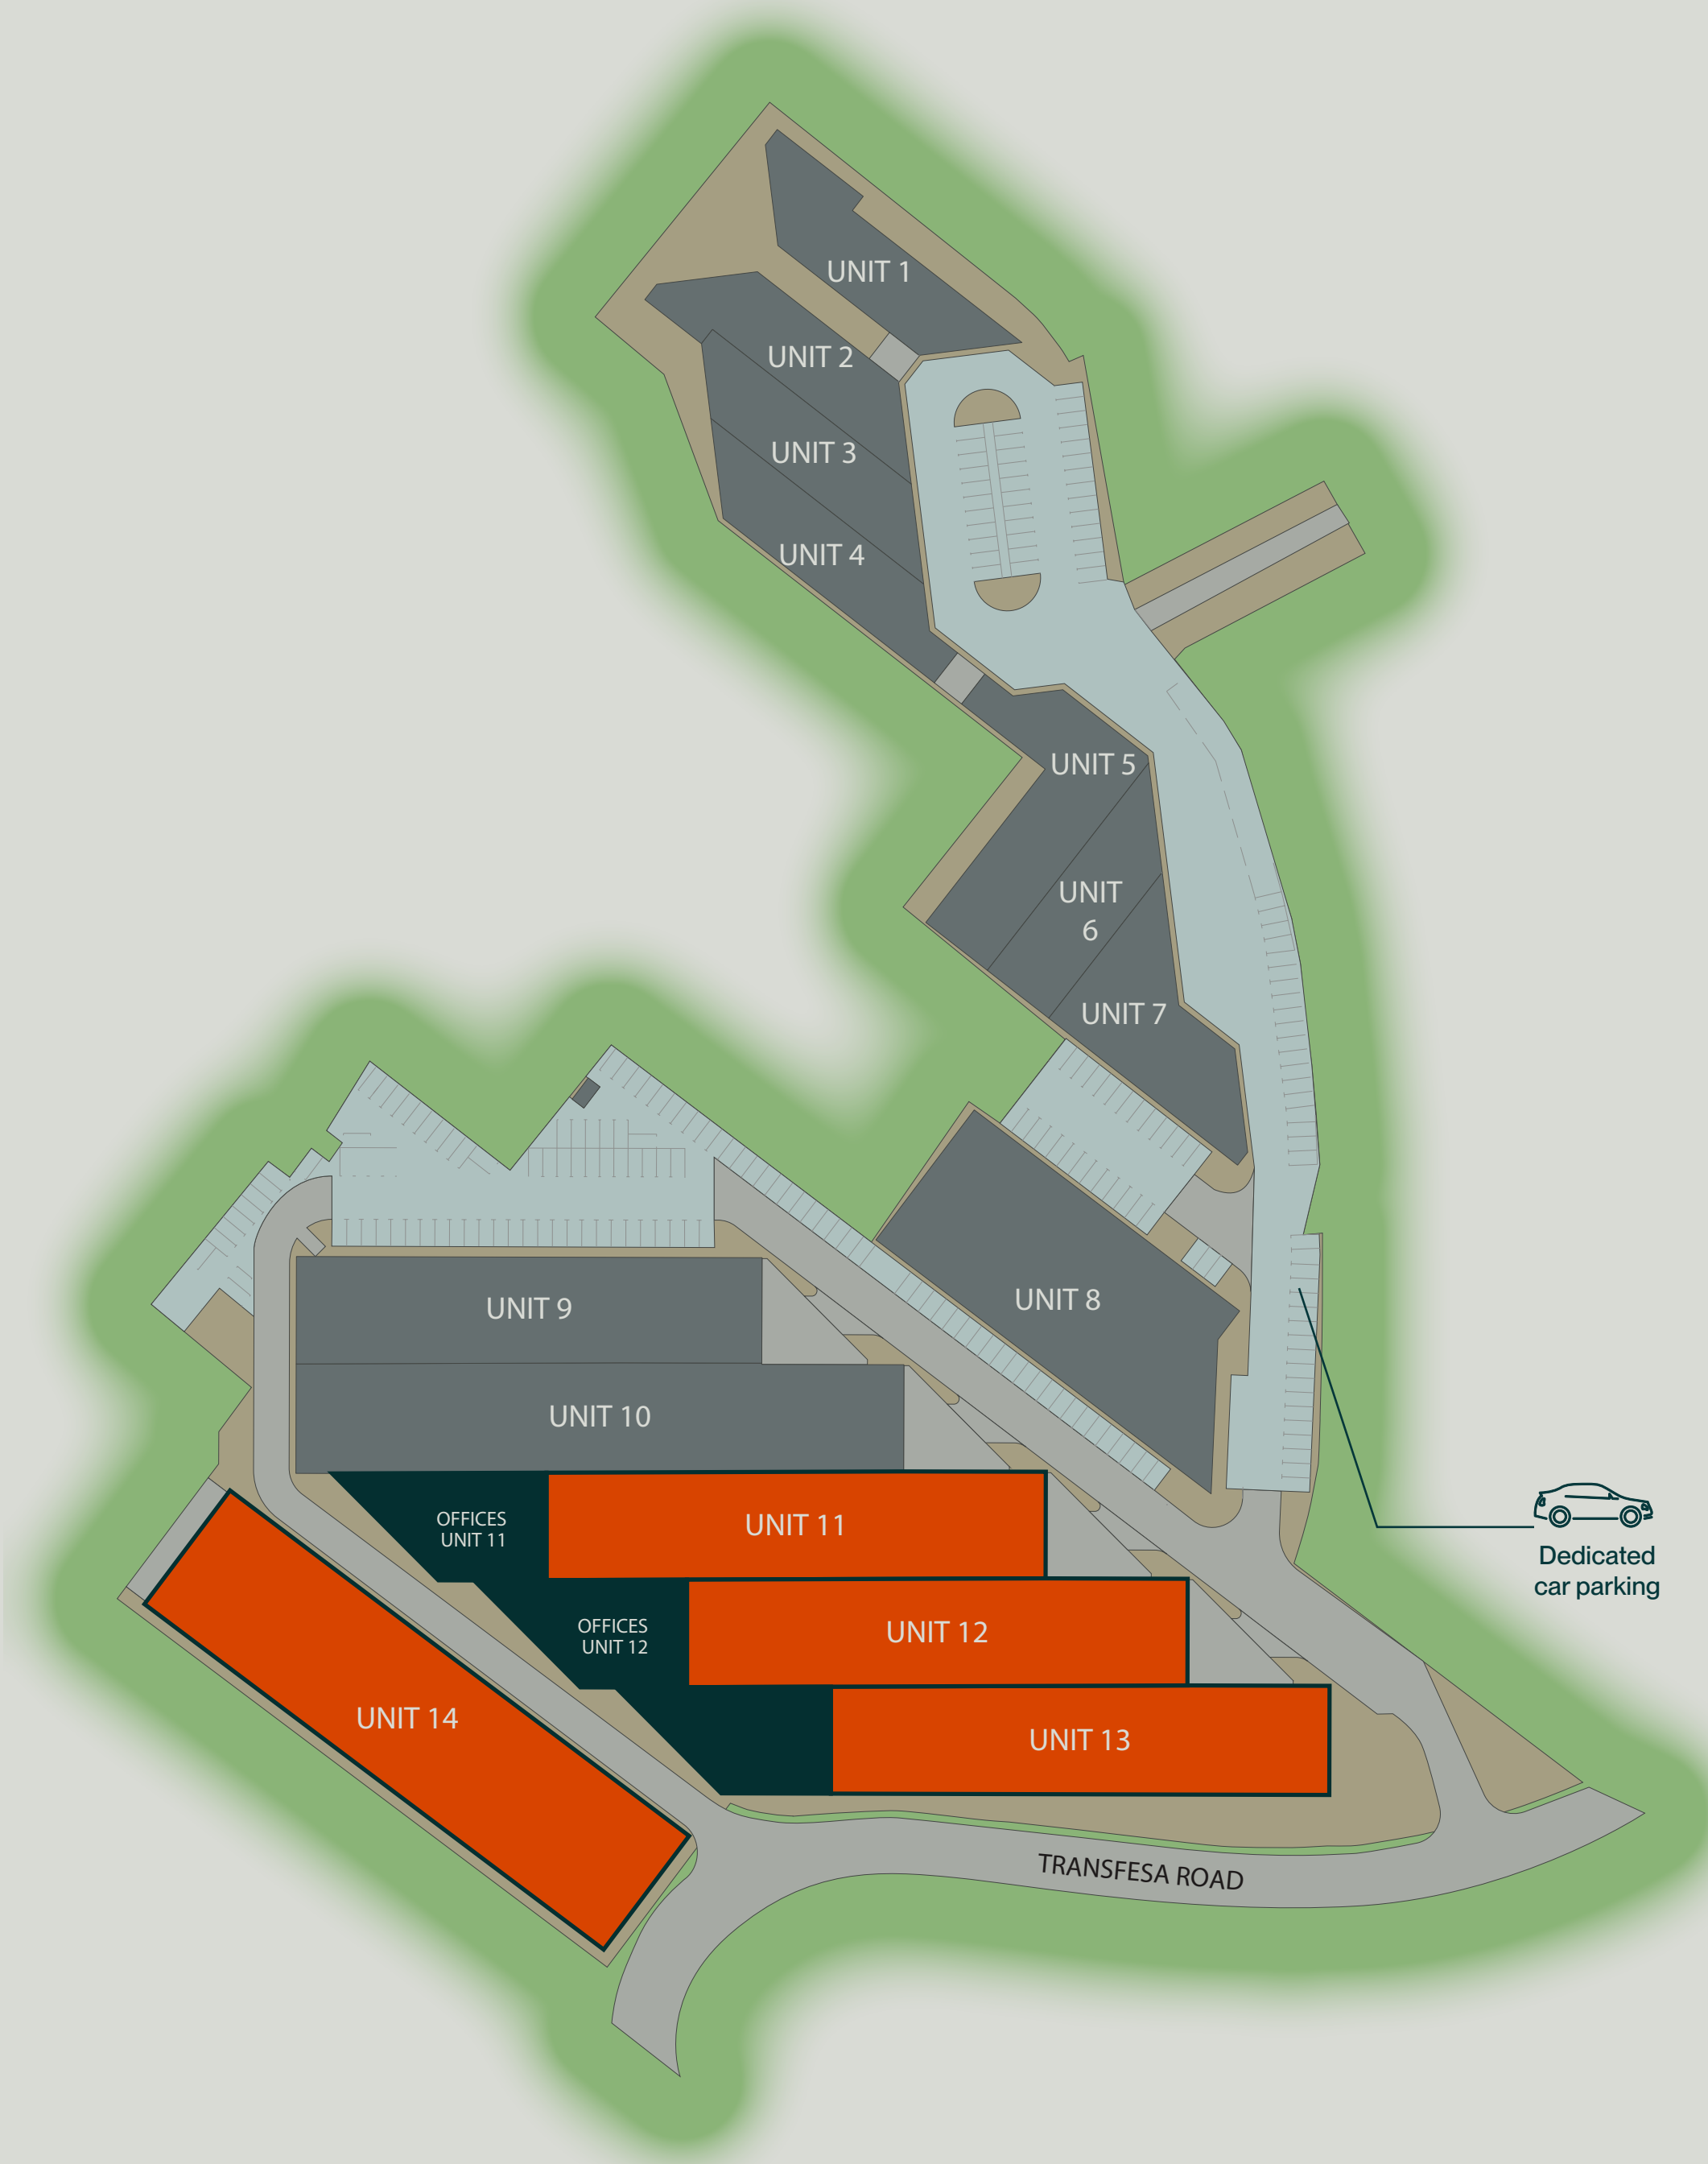 UNIT 1
UNIT 2
UNIT 3
UNIT 4
UNIT 5
UNIT
6
UNIT 7
UNIT 8
UNIT 9
UNIT 10
OFFICES
UNIT 11
UNIT 11
OFFICES
UNIT 12
UNIT 12
UNIT 13
UNIT 14
TRANSFESA ROAD
Dedicated
car parking